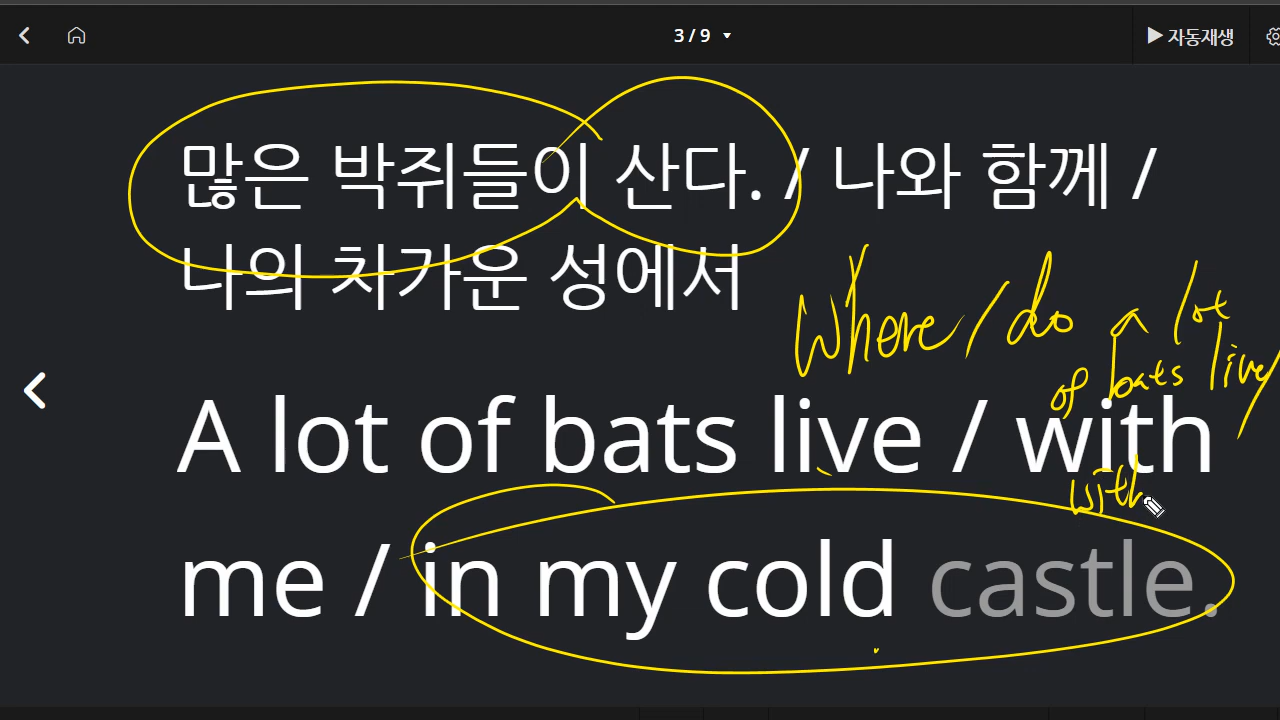 3 / 9
자동재생
많은 박쥐들이 산다. / 나와 함께 /
나의 차가운 성에서
Where / do a lot
of bats live /
with
A lot of bats live / with
me / in my cold castle.